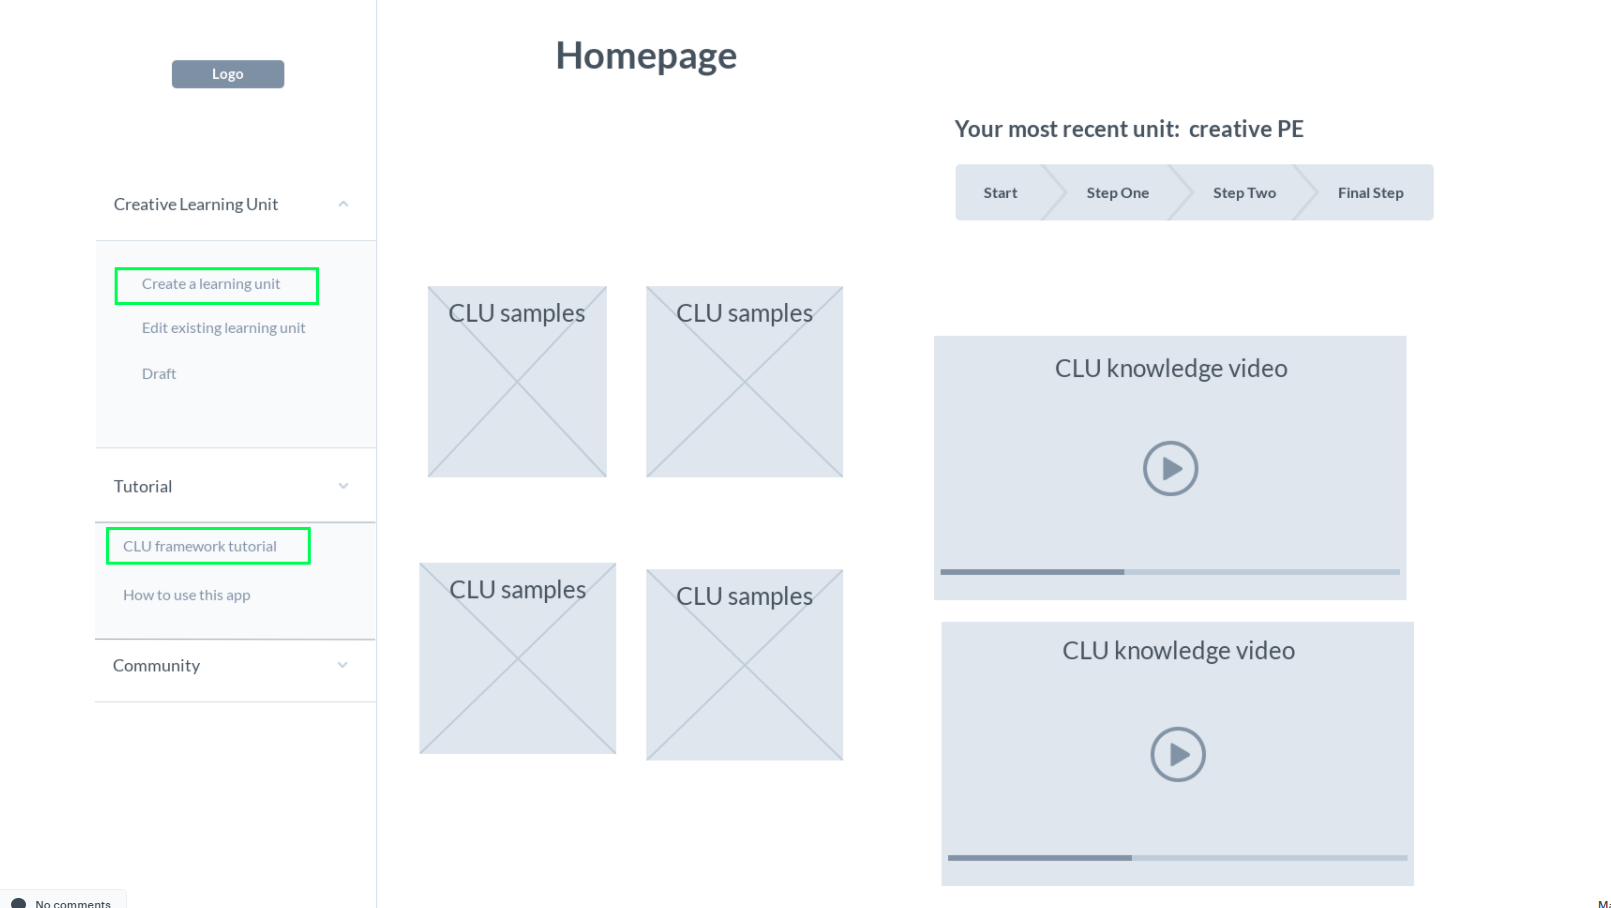 Logo
Homepage
Your most recent unit:  creative PE
Start
Step One
Step Two
Final Step
Creative Learning Unit
Create a learning unit
Edit existing learning unit
Draft
Tutorial
CLU framework tutorial
How to use this app
Community
CLU samples
CLU samples
CLU samples
CLU samples
CLU knowledge video
CLU knowledge video
No comments